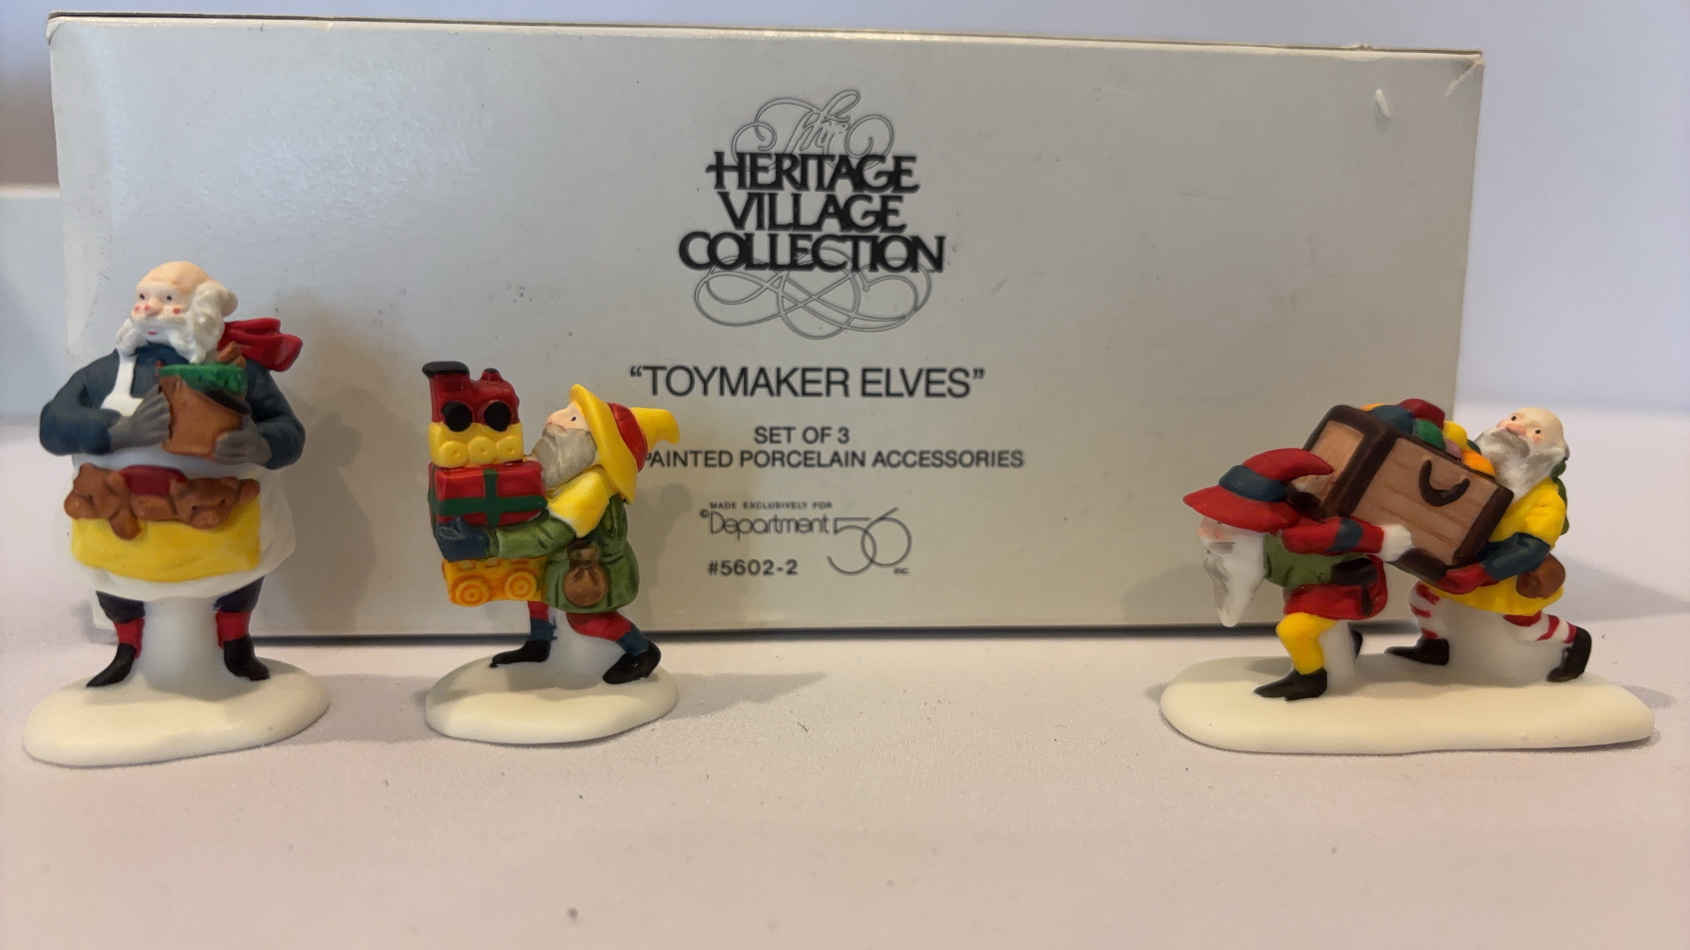 The
HERITAGE
VILLAGE
COLLECTION
“TOYMAKER ELVES”
SET OF 3
PAINTED PORCELAIN ACCESSORIES
MADE EXCLUSIVELY FOR
©Department 56 INC.
#5602-2